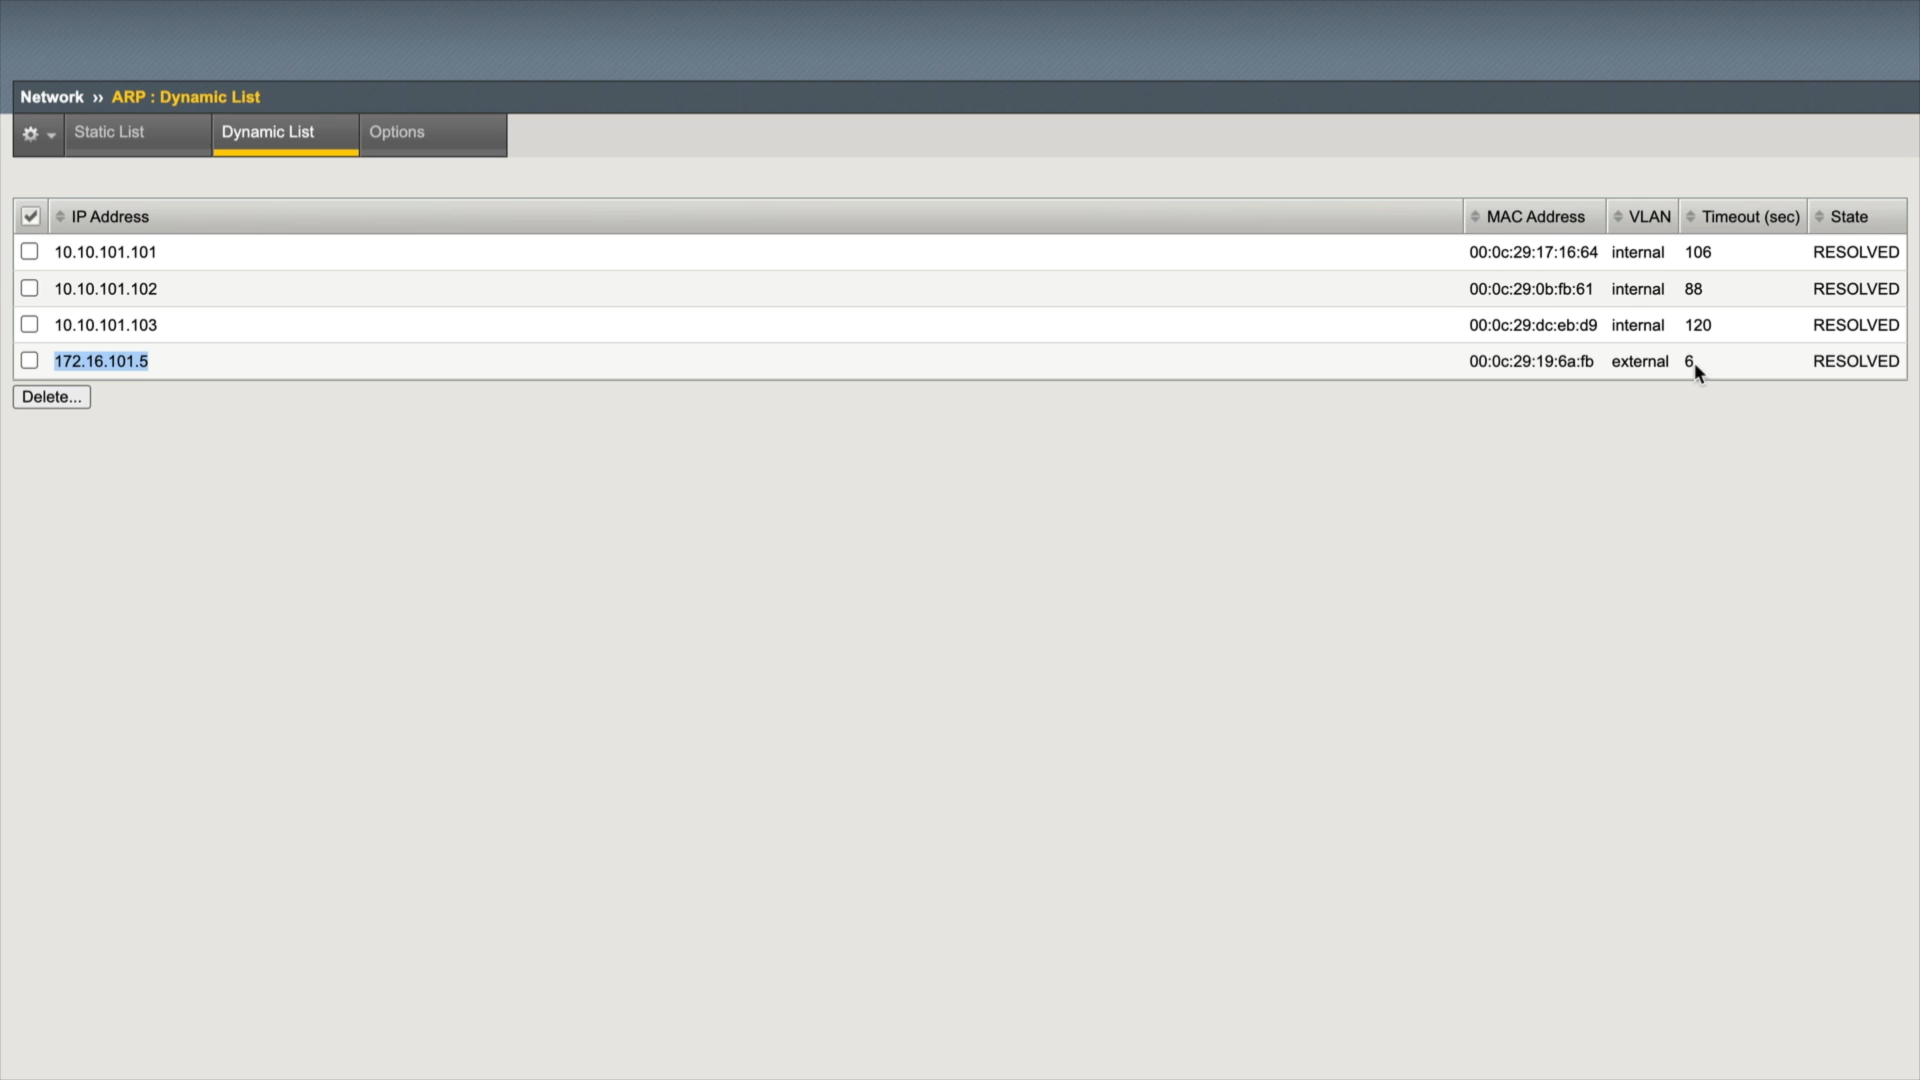 Network ›› ARP : Dynamic List
Static List Dynamic List Options
IP Address MAC Address VLAN Timeout (sec) State
10.10.101.101 00:0c:29:17:16:64 internal 106 RESOLVED
10.10.101.102 00:0c:29:0b:fb:61 internal 88 RESOLVED
10.10.101.103 00:0c:29:dc:eb:d9 internal 120 RESOLVED
172.16.101.5 00:0c:29:19:6a:fb external 6 RESOLVED
Delete...